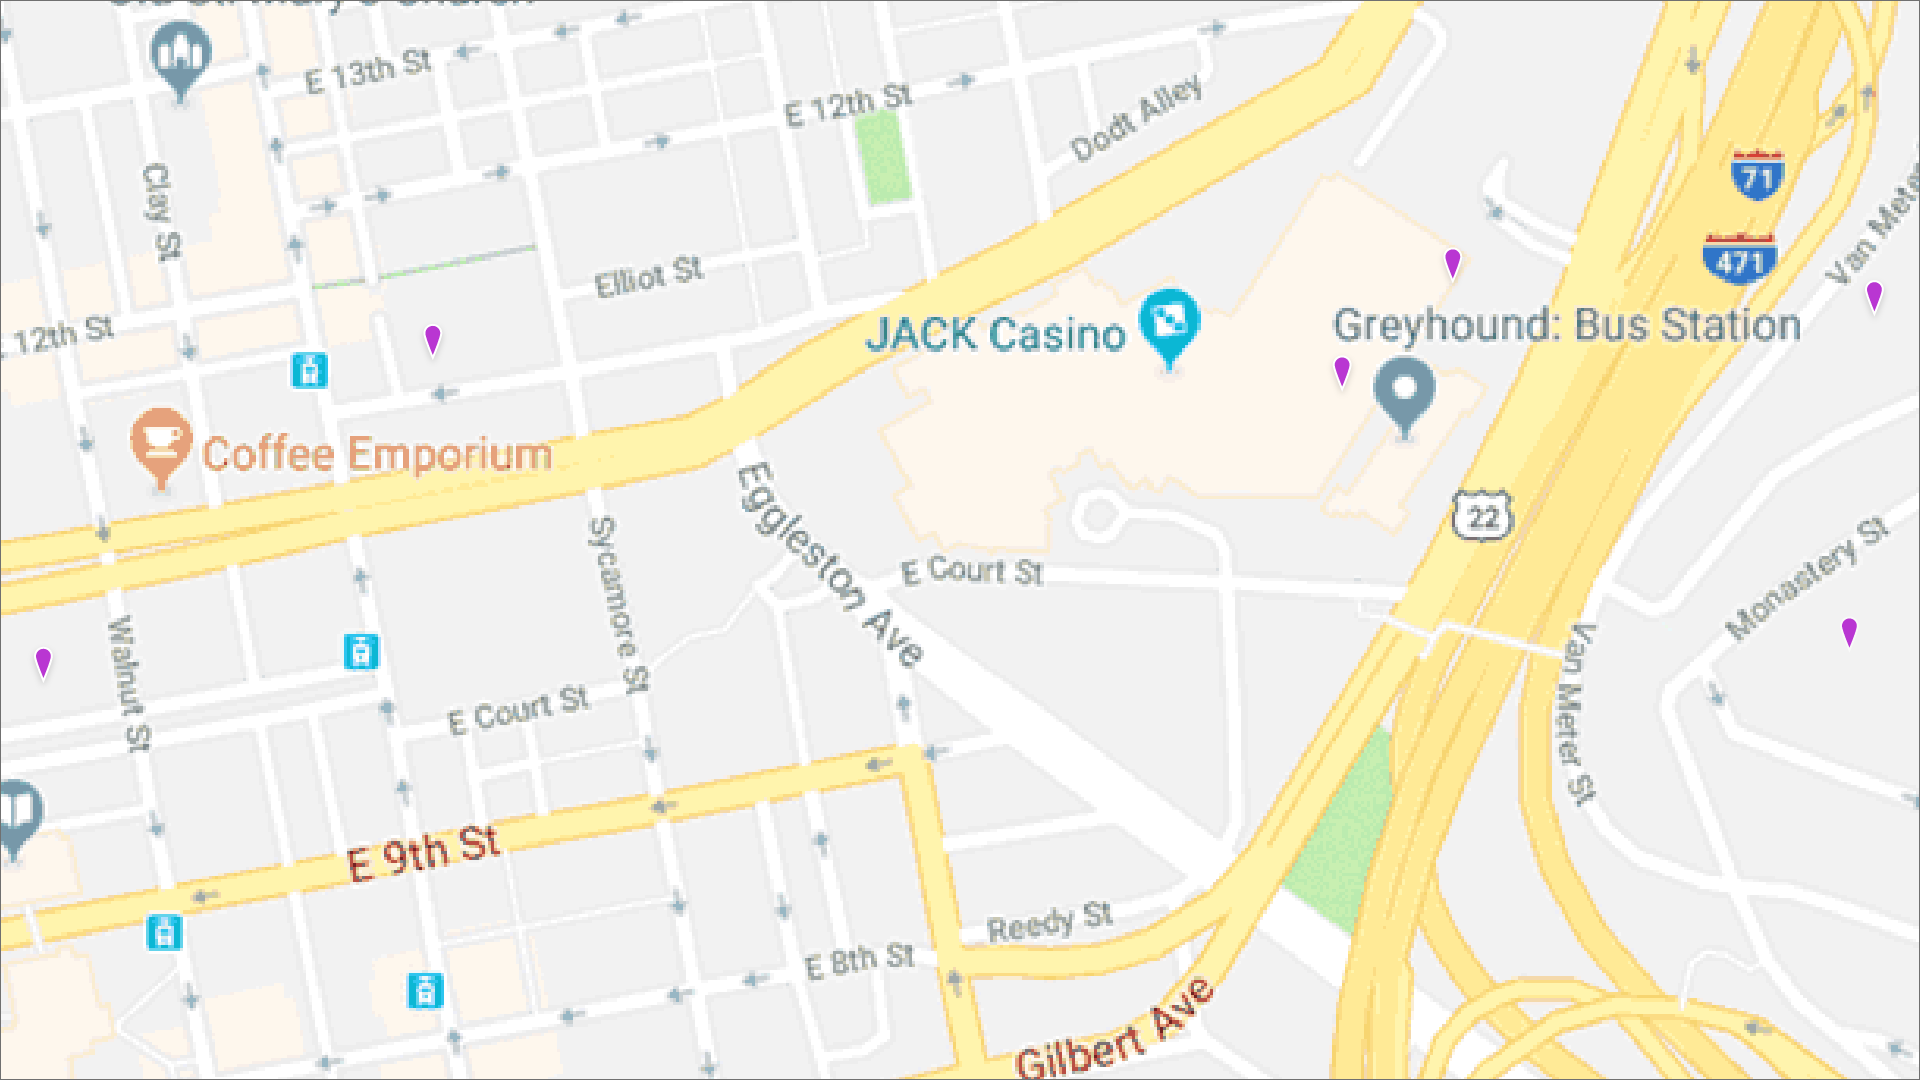 E 13th St
E 12th St
Dodt Alley
Clay St
71
471
Van Mete
Elliot St
12th St
JACK Casino
Greyhound: Bus Station
Coffee Emporium
Eggleston Ave
22
Sycamore St
E Court St
Monastery St
Walnut St
Van Meter St
E Court St
E 9th St
Reedy St
E 8th St
Gilbert Ave